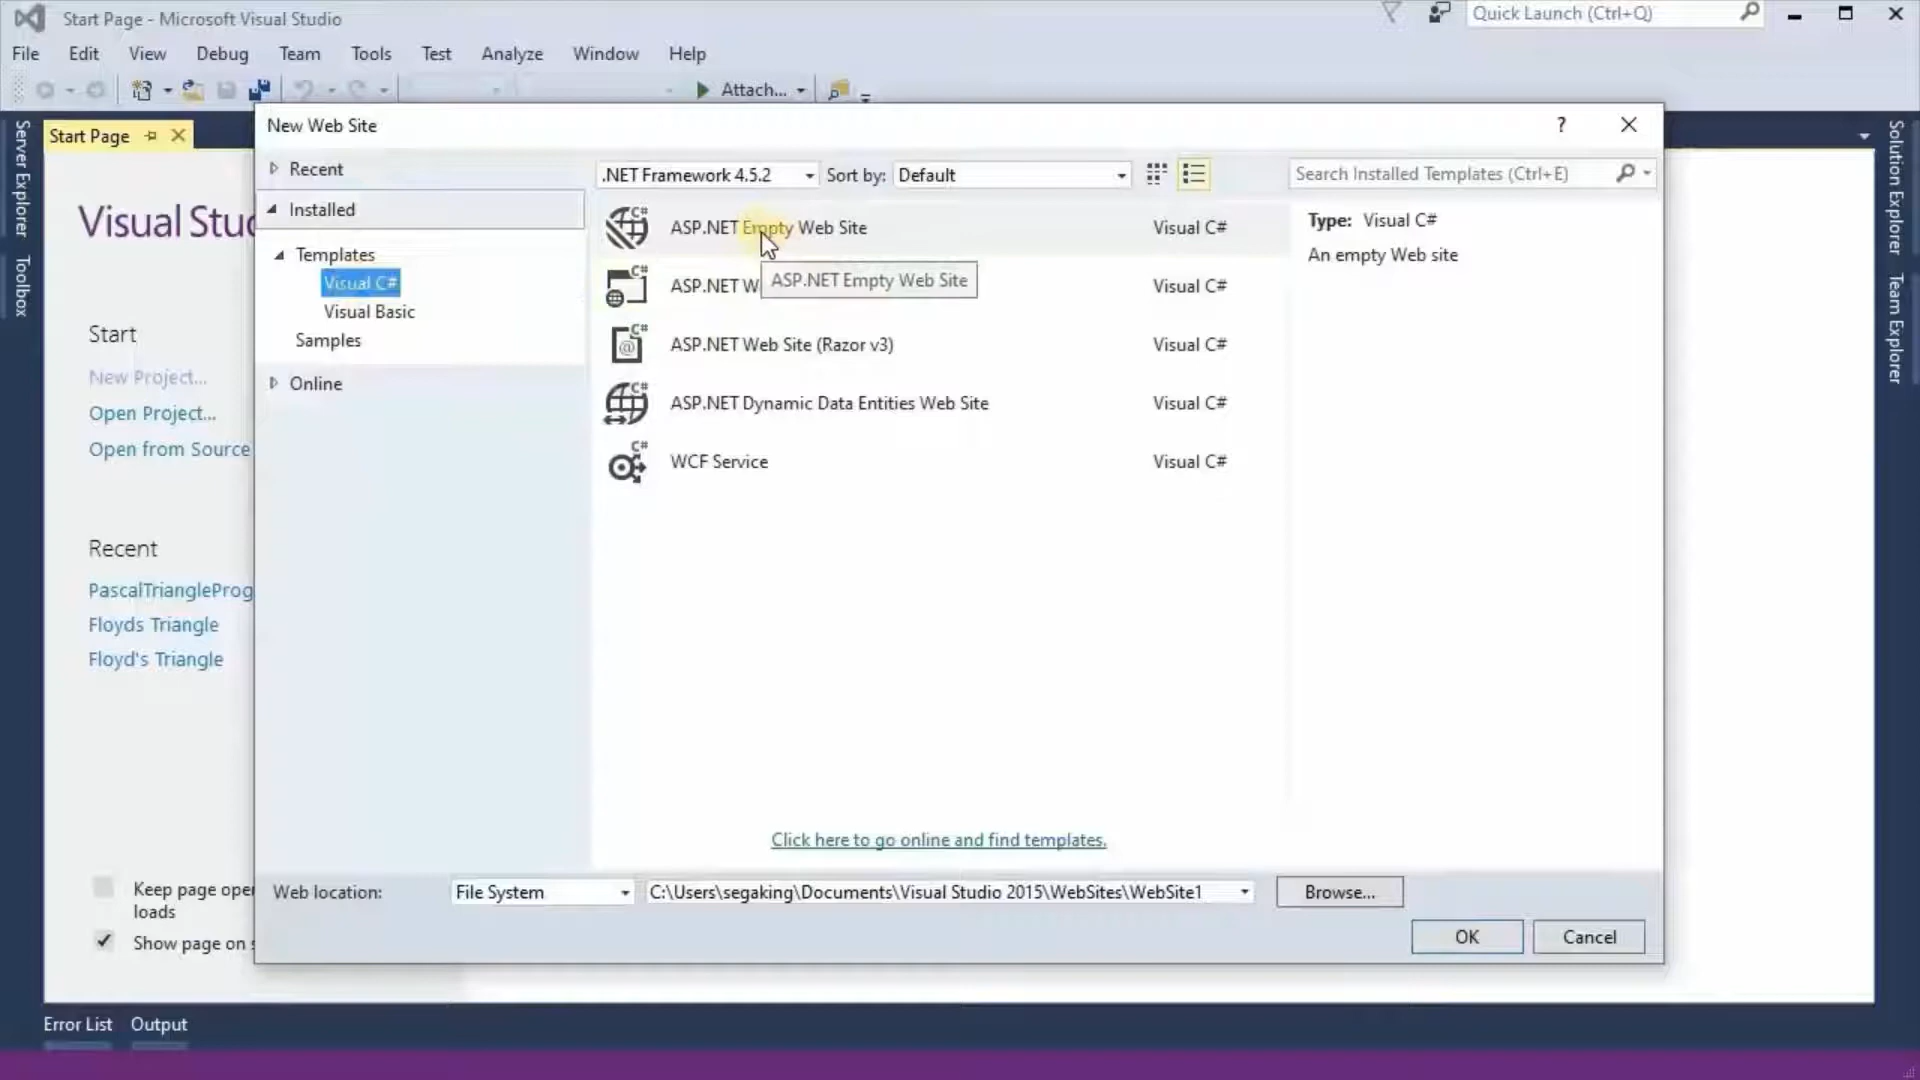 Start Page - Microsoft Visual Studio
Quick Launch (Ctrl+Q)
File Edit View Debug Team Tools Test Analyze Window Help
Attach...
Server Explorer
Toolbox
Start Page
Solution Explorer
Team Explorer
Visual Stu
Start
New Project...
Open Project...
Open from Source
Recent
PascalTriangleProg
Floyds Triangle
Floyd's Triangle
Keep page ope
loads
Show page on s
New Web Site
?
Recent
Installed
Templates
Visual C#
Visual Basic
Samples
Online
.NET Framework 4.5.2
Sort by: Default
Search Installed Templates (Ctrl+E)
C# ASP.NET Empty Web Site Visual C#
C# ASP.NET W Visual C#
ASP.NET Empty Web Site
C# @ ASP.NET Web Site (Razor v3) Visual C#
C# ASP.NET Dynamic Data Entities Web Site Visual C#
C# WCF Service Visual C#
Type: Visual C#
An empty Web site
Click here to go online and find templates.
Web location: File System C:\Users\segaking\Documents\Visual Studio 2015\WebSites\WebSite1 Browse...
OK Cancel
Error List Output